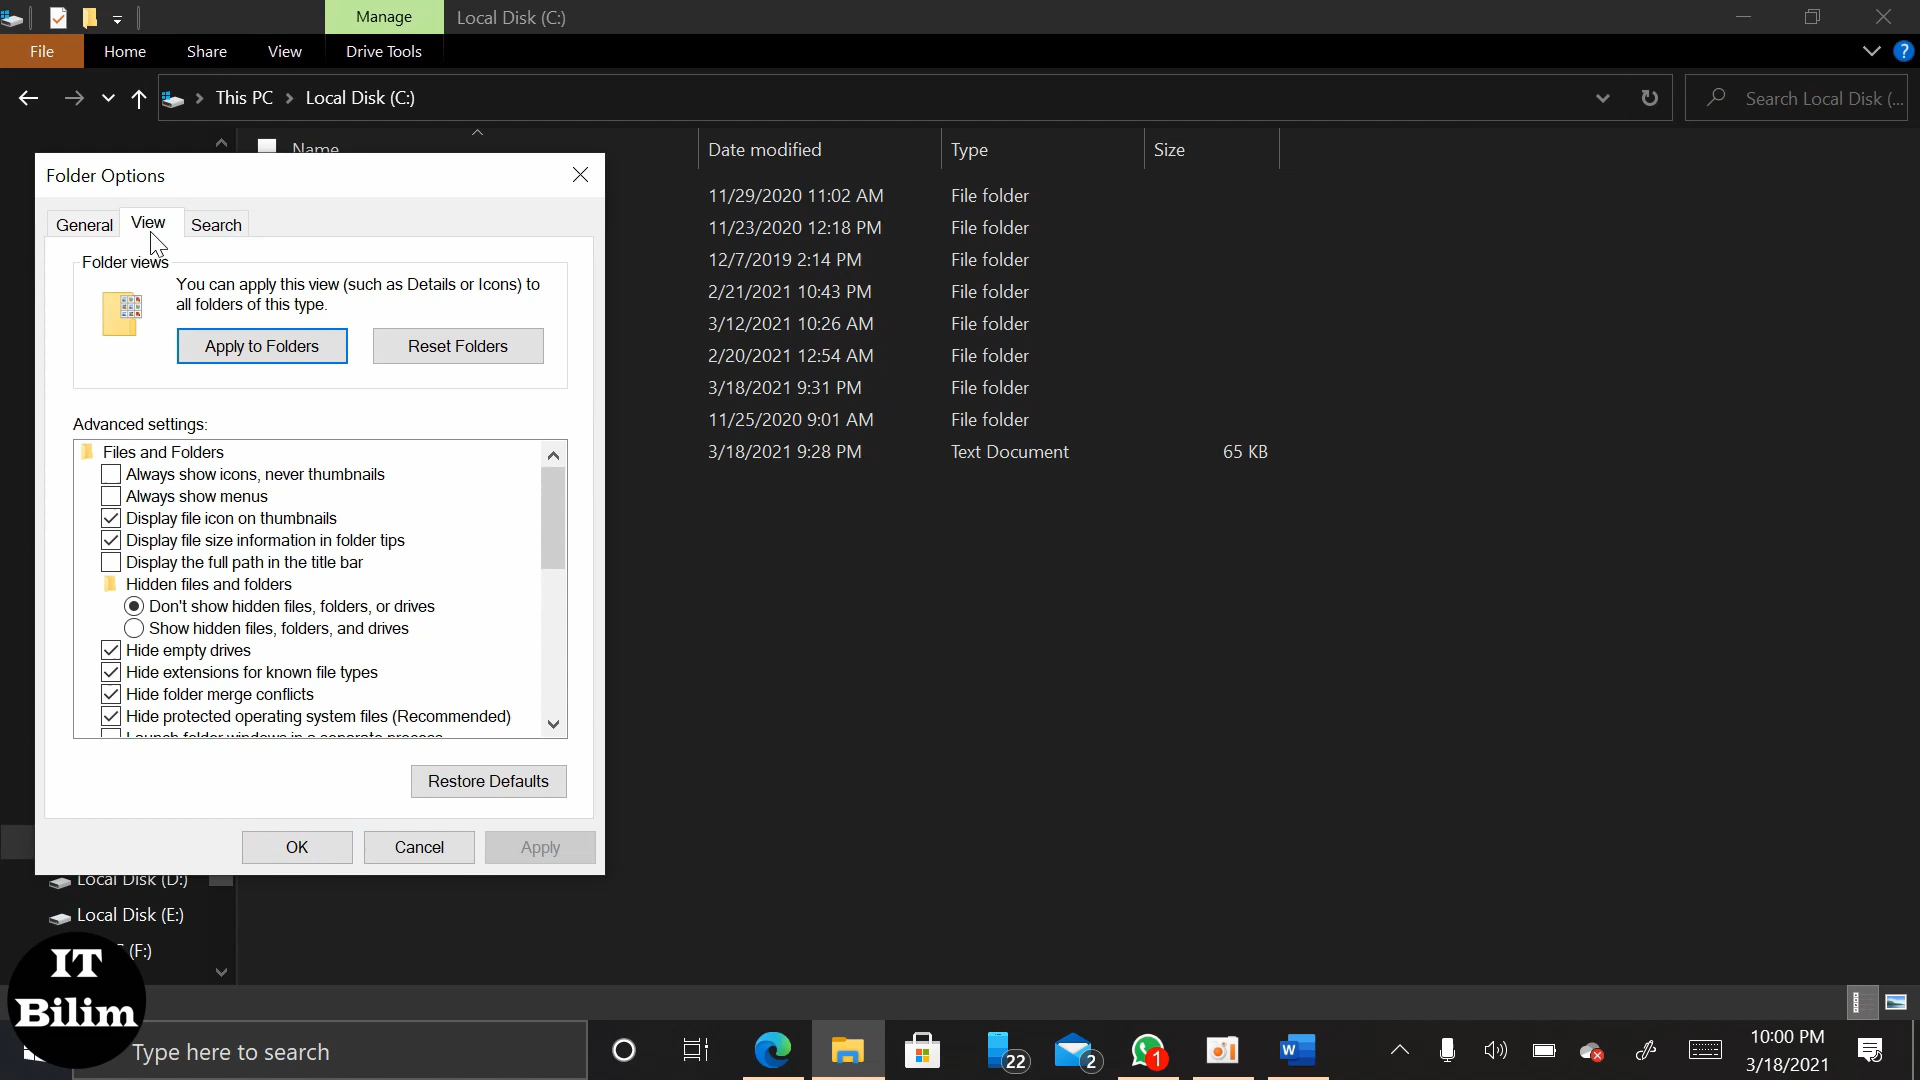 Manage
Local Disk (C:)
File
Home
Share
View
Drive Tools
?
This PC
Local Disk (C:)
Search Local Disk (...
Name
Date modified
Type
Size
11/29/2020 11:02 AM
File folder
11/23/2020 12:18 PM
File folder
12/7/2019 2:14 PM
File folder
2/21/2021 10:43 PM
File folder
3/12/2021 10:26 AM
File folder
2/20/2021 12:54 AM
File folder
3/18/2021 9:31 PM
File folder
11/25/2020 9:01 AM
File folder
3/18/2021 9:28 PM
Text Document
65 KB
Folder Options
General
View
Search
Folder views
You can apply this view (such as Details or Icons) to
all folders of this type.
Apply to Folders
Reset Folders
Advanced settings:
Files and Folders
Always show icons, never thumbnails
Always show menus
Display file icon on thumbnails
Display file size information in folder tips
Display the full path in the title bar
Hidden files and folders
Don't show hidden files, folders, or drives
Show hidden files, folders, and drives
Hide empty drives
Hide extensions for known file types
Hide folder merge conflicts
Hide protected operating system files (Recommended)
Launch folder windows in a separate process
Restore Defaults
OK
Cancel
Apply
Local Disk (D:)
Local Disk (E:)
(F:)
IT
Bilim
Type here to search
22
2
1
W
10:00 PM
3/18/2021